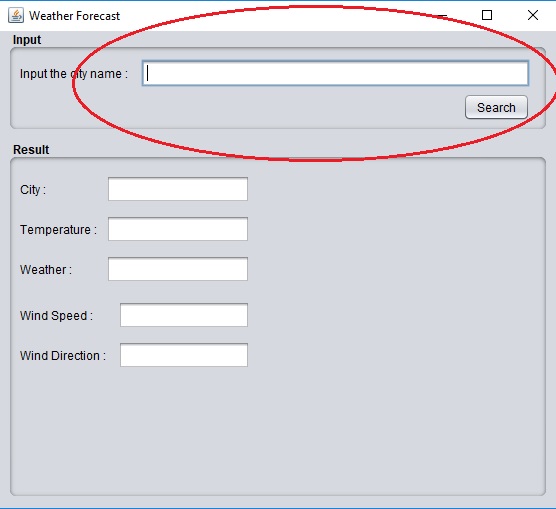 Weather Forecast
Input
Input the city name :
Search
Result
City :
Temperature :
Weather :
Wind Speed :
Wind Direction :